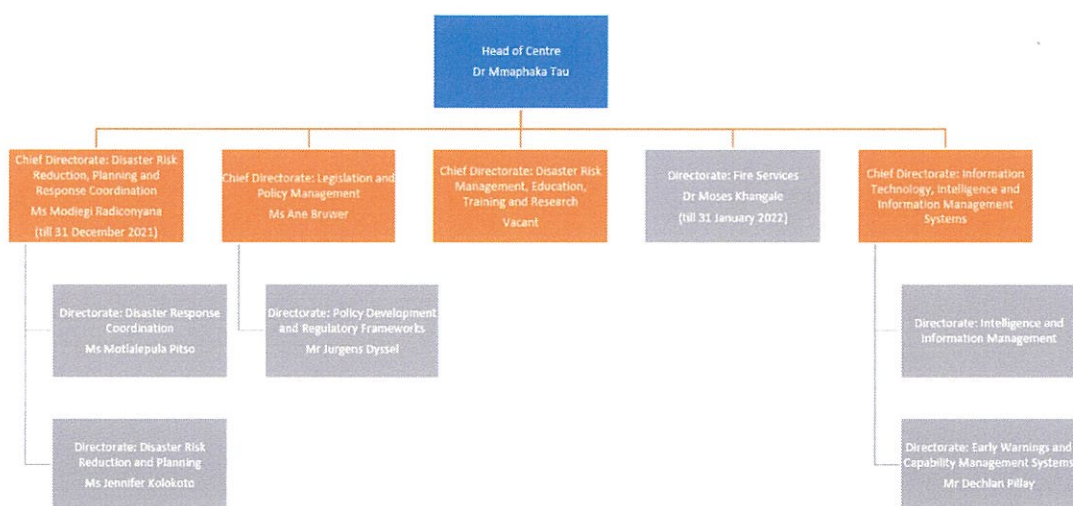 Head of Centre
Dr Mmaphaka Tau
Chief Directorate: Disaster Risk
Reduction, Planning and
Response Coordination
Ms Modiegi Radiconyana
(till 31 December 2021)
Chief Directorate: Legislation and
Policy Management
Ms Ane Bruwer
Chief Directorate: Disaster Risk
Management, Education,
Training and Research
Vacant
Directorate: Fire Services
Dr Moses Khangale
(till 31 January 2022)
Chief Directorate: Information
Technology, Intelligence and
Information Management
Systems
Directorate: Disaster Response
Coordination
Ms Motlalepula Pitso
Directorate: Policy Development
and Regulatory Frameworks
Mr Jurgens Dyssel
Directorate: Intelligence and
Information Management
Directorate: Disaster Risk
Reduction and Planning
Ms Jennifer Kolokoto
Directorate: Early Warnings and
Capability Management Systems
Mr Dechlan Pillay